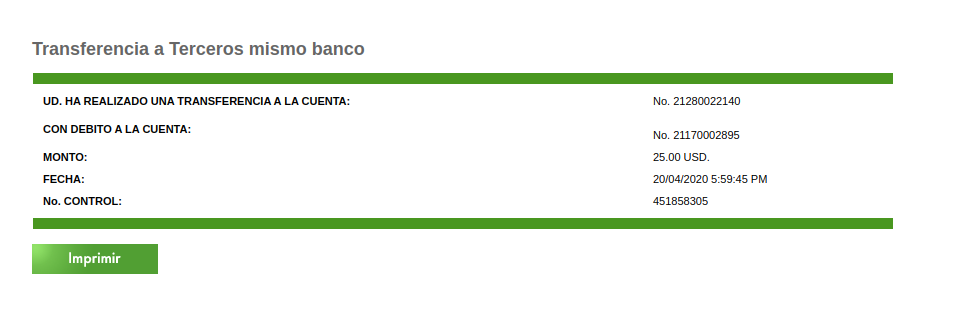 Transferencia a Terceros mismo banco
UD. HA REALIZADO UNA TRANSFERENCIA A LA CUENTA: No. 21280022140
CON DEBITO A LA CUENTA: No. 21170002895
MONTO: 25.00 USD.
FECHA: 20/04/2020 5:59:45 PM
No. CONTROL: 451858305
Imprimir